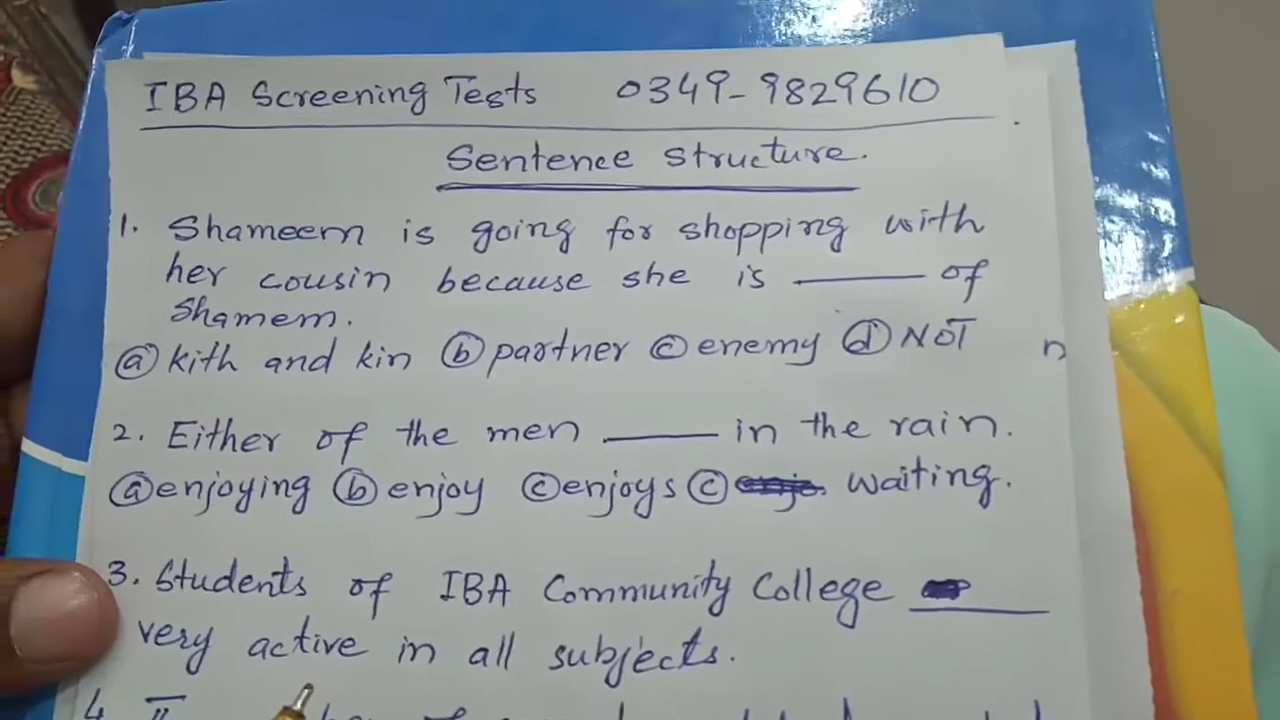 IBA Screening Tests 0349-9829610
Sentence structure.
1. Shameem is going for shopping with
her cousin because she is ______ of
Shamem.
(a) kith and kin (b) partner (c) enemy (d) NOT
n
2. Either of the men ______ in the rain.
(a) enjoying (b) enjoy (c) enjoys (c) waiting.
3. Students of IBA Community College ______
very active in all subjects.
4.